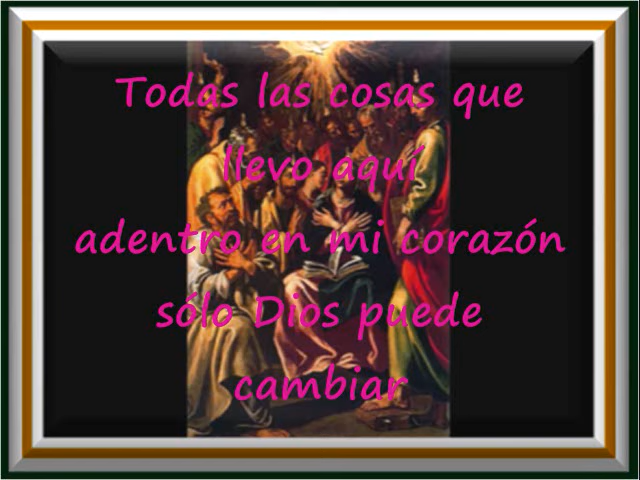 Todas las cosas que
llevo aquí
adentro en mi corazón
sólo Dios puede
cambiar